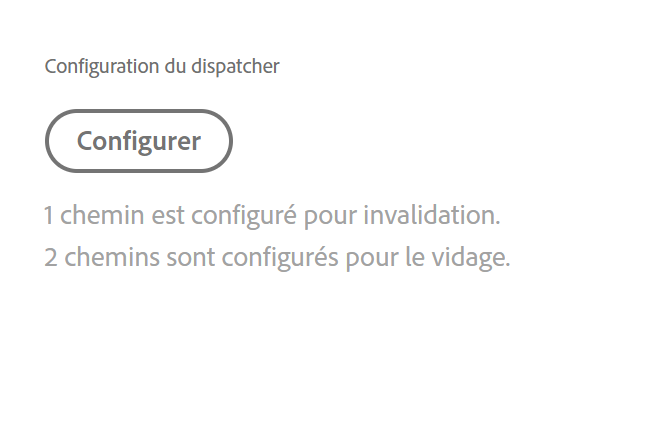 Configuration du dispatcher
Configurer
1 chemin est configuré pour invalidation.
2 chemins sont configurés pour le vidage.